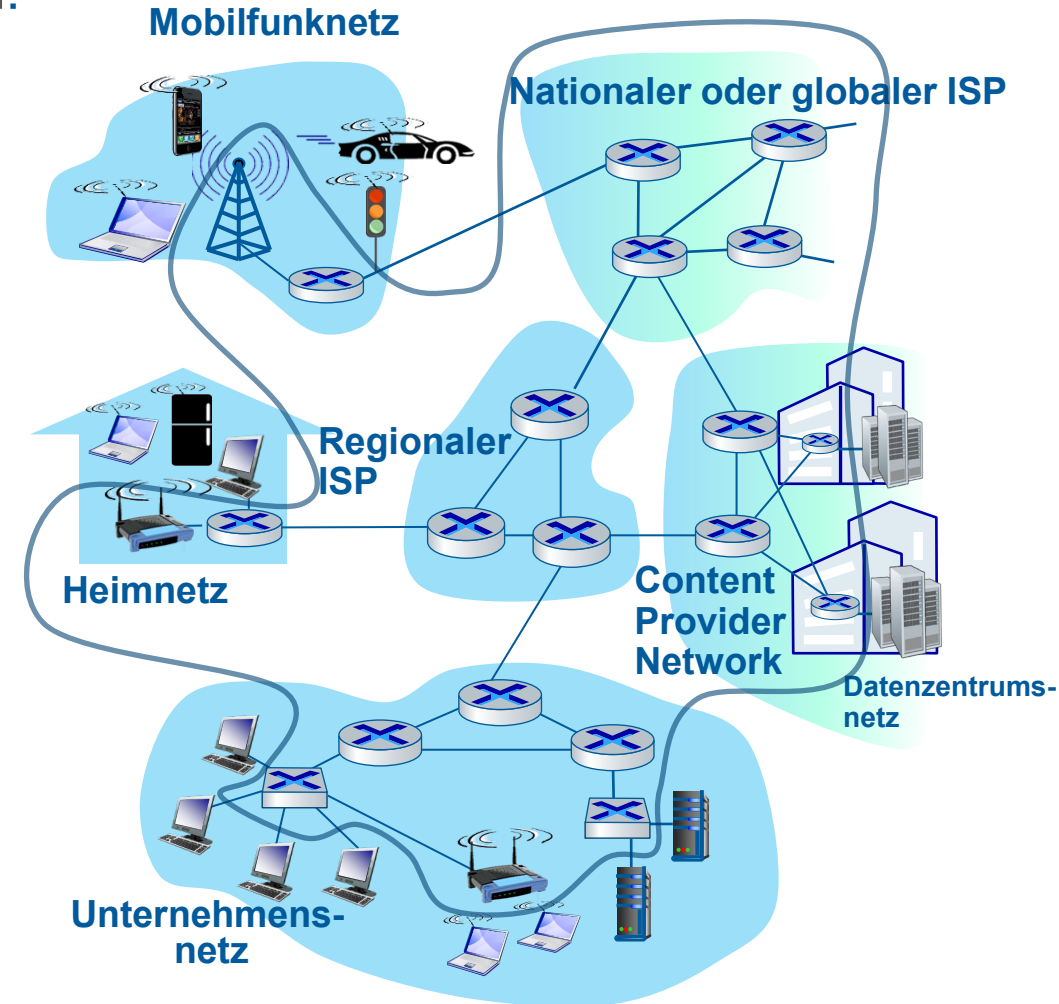 Mobilfunknetz
Nationaler oder globaler ISP
Regionaler
ISP
Heimnetz
Content
Provider
Network
Datenzentrums-
netz
Unternehmens-
netz